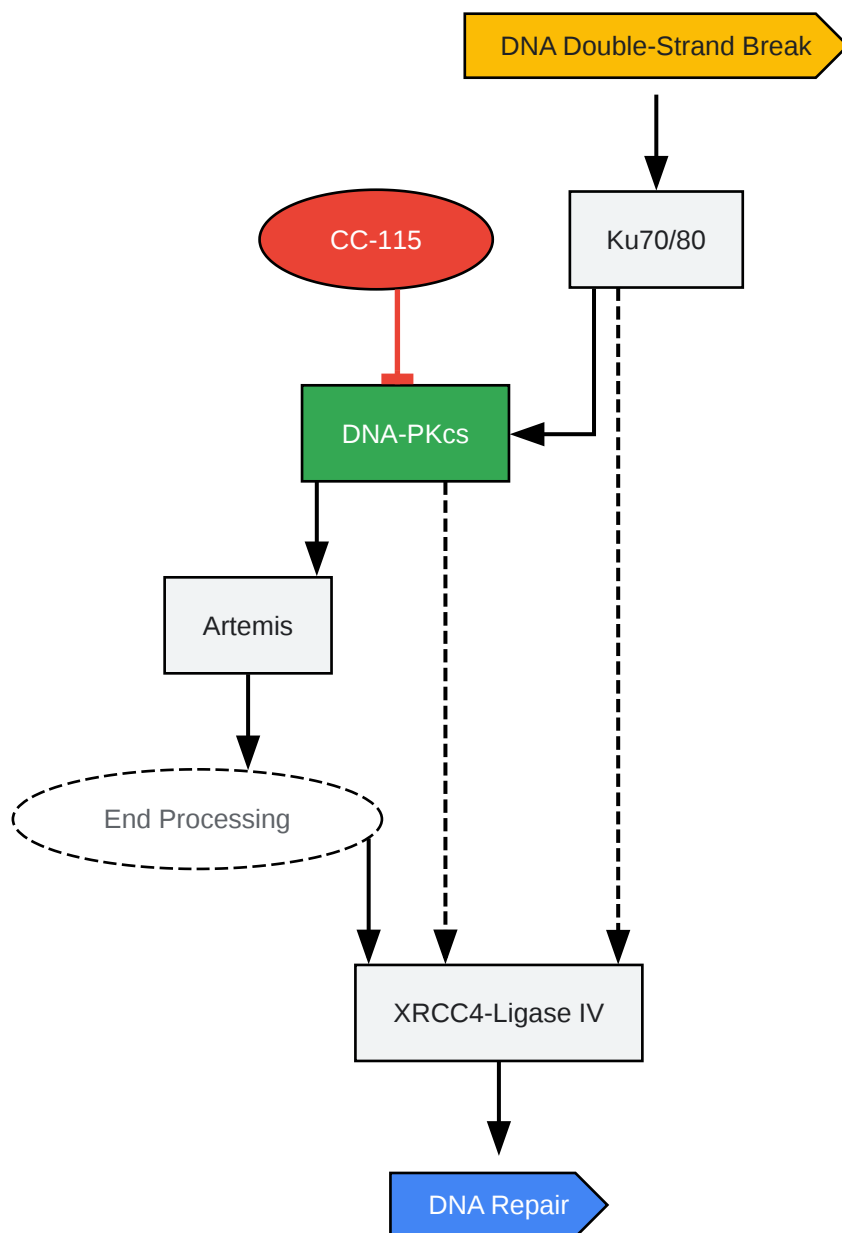 DNA Double-Strand Break
CC-115
Ku70/80
DNA-PKcs
Artemis
End Processing
XRCC4-Ligase IV
DNA Repair